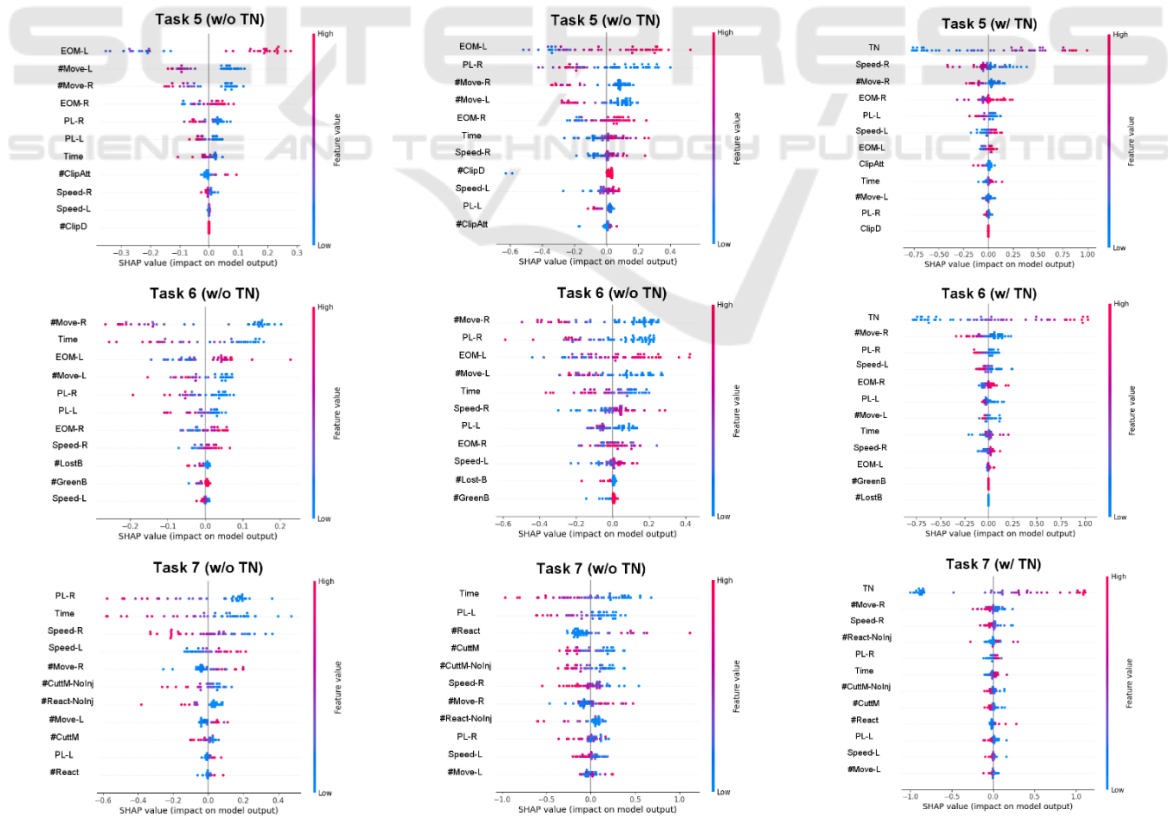 SCITEPRESS
SCIENCE AND TECHNOLOGY PUBLICATIONS
Task 5 (w/o TN)
High
EOM-L
#Move-L
#Move-R
EOM-R
PL-R
PL-L
Time
#ClipAtt
Speed-R
Speed-L
#ClipD
Feature value
Low
−0.3 −0.2 −0.1 0.0 0.1 0.2 0.3
SHAP value (impact on model output)
Task 5 (w/o TN)
High
EOM-L
PL-R
#Move-R
#Move-L
EOM-R
Time
Speed-R
#ClipD
Speed-L
PL-L
#ClipAtt
Feature value
Low
−0.6 −0.4 −0.2 0.0 0.2 0.4 0.6
SHAP value (impact on model output)
Task 5 (w/ TN)
High
TN
Speed-R
#Move-R
EOM-R
PL-L
Speed-L
EOM-L
ClipAtt
Time
#Move-L
PL-R
ClipD
Feature value
Low
−0.75 −0.50 −0.25 0.00 0.25 0.50 0.75 1.00
SHAP value (impact on model output)
Task 6 (w/o TN)
High
#Move-R
Time
EOM-L
#Move-L
PL-R
PL-L
EOM-R
Speed-R
#LostB
#GreenB
Speed-L
Feature value
Low
−0.2 −0.1 0.0 0.1 0.2
SHAP value (impact on model output)
Task 6 (w/o TN)
High
#Move-R
PL-R
EOM-L
#Move-L
Time
Speed-R
PL-L
EOM-R
Speed-L
#Lost-B
#GreenB
Feature value
Low
−0.6 −0.4 −0.2 0.0 0.2 0.4
SHAP value (impact on model output)
Task 6 (w/ TN)
High
TN
#Move-R
PL-R
Speed-L
EOM-R
PL-L
#Move-L
Time
Speed-R
EOM-L
#GreenB
#LostB
Feature value
Low
−0.75 −0.50 −0.25 0.00 0.25 0.50 0.75 1.00
SHAP value (impact on model output)
Task 7 (w/o TN)
High
PL-R
Time
Speed-R
Speed-L
#Move-R
#CuttM-NoInj
#React-NoInj
#Move-L
#CuttM
PL-L
#React
Feature value
Low
−0.6 −0.4 −0.2 0.0 0.2 0.4
SHAP value (impact on model output)
Task 7 (w/o TN)
High
Time
PL-L
#React
#CuttM
#CuttM-NoInj
Speed-R
#Move-R
#React-NoInj
PL-R
Speed-L
#Move-L
Feature value
Low
−1.0 −0.5 0.0 0.5 1.0
SHAP value (impact on model output)
Task 7 (w/ TN)
High
TN
#Move-R
Speed-R
#React-NoInj
PL-R
Time
#CuttM-NoInj
#CuttM
#React
PL-L
Speed-L
#Move-L
Feature value
Low
−1.0 −0.5 0.0 0.5 1.0
SHAP value (impact on model output)